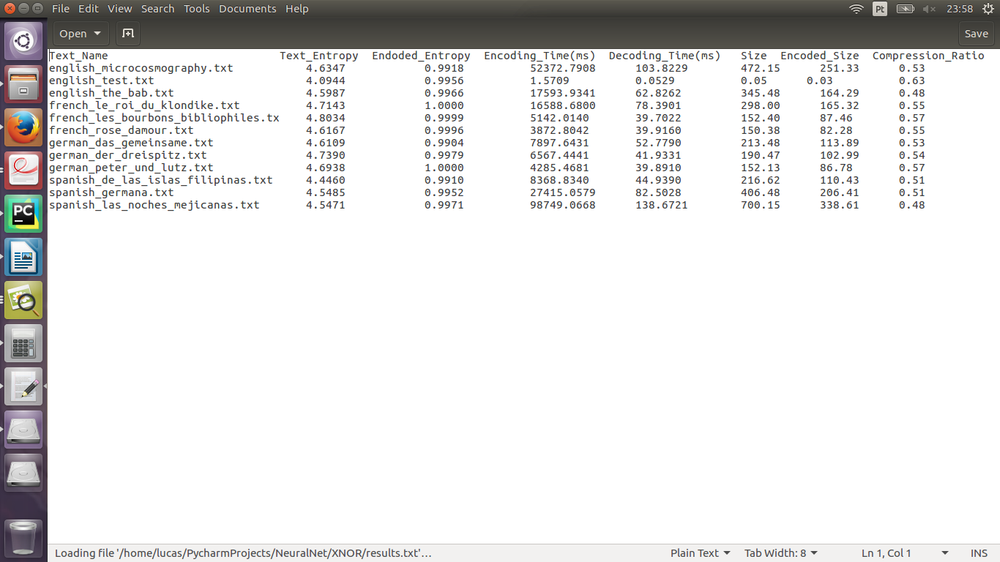 File Edit View Search Tools Documents Help Pt 23:58
Open Save
Text_Name Text_Entropy Endoded_Entropy Encoding_Time(ms) Decoding_Time(ms) Size Encoded_Size Compression_Ratio
english_microcosmography.txt 4.6347 0.9918 52372.7908 103.8229 472.15 251.33 0.53
english_test.txt 4.0944 0.9956 1.5709 0.0529 0.05 0.03 0.63
english_the_bab.txt 4.5987 0.9966 17593.9341 62.8262 345.48 164.29 0.48
french_le_roi_du_klondike.txt 4.7143 1.0000 16588.6800 78.3901 298.00 165.32 0.55
french_les_bourbons_bibliophiles.tx 4.8034 0.9999 5142.0140 39.7022 152.40 87.46 0.57
french_rose_damour.txt 4.6167 0.9996 3872.8042 39.9160 150.38 82.28 0.55
german_das_gemeinsame.txt 4.6109 0.9904 7897.6431 52.7790 213.48 113.89 0.53
german_der_dreispitz.txt 4.7390 0.9979 6567.4441 41.9331 190.47 102.99 0.54
german_peter_und_lutz.txt 4.6938 1.0000 4285.4681 39.8910 152.13 86.78 0.57
spanish_de_las_islas_filipinas.txt 4.4460 0.9910 8368.8340 44.9390 216.62 110.43 0.51
spanish_germana.txt 4.5485 0.9952 27415.0579 82.5028 406.48 206.41 0.51
spanish_las_noches_mejicanas.txt 4.5471 0.9971 98749.0668 138.6721 700.15 338.61 0.48
PC
Loading file '/home/lucas/PycharmProjects/NeuralNet/XNOR/results.txt'… Plain Text Tab Width: 8 Ln 1, Col 1 INS